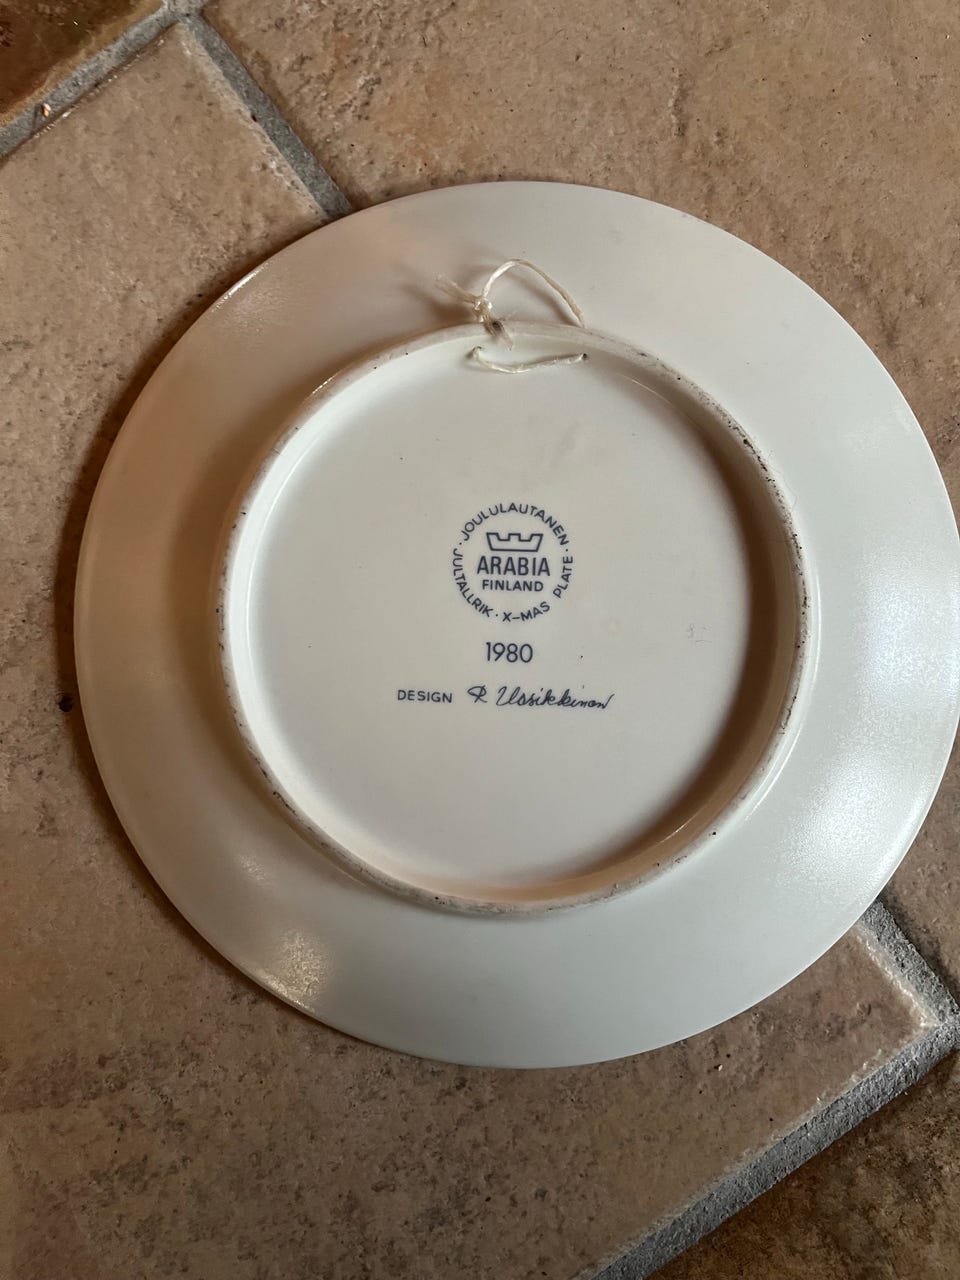 · JOULULAUTANEN · JULTALLRIK · X-MAS PLATE
ARABIA
FINLAND
1980
DESIGN R Uosikkinen